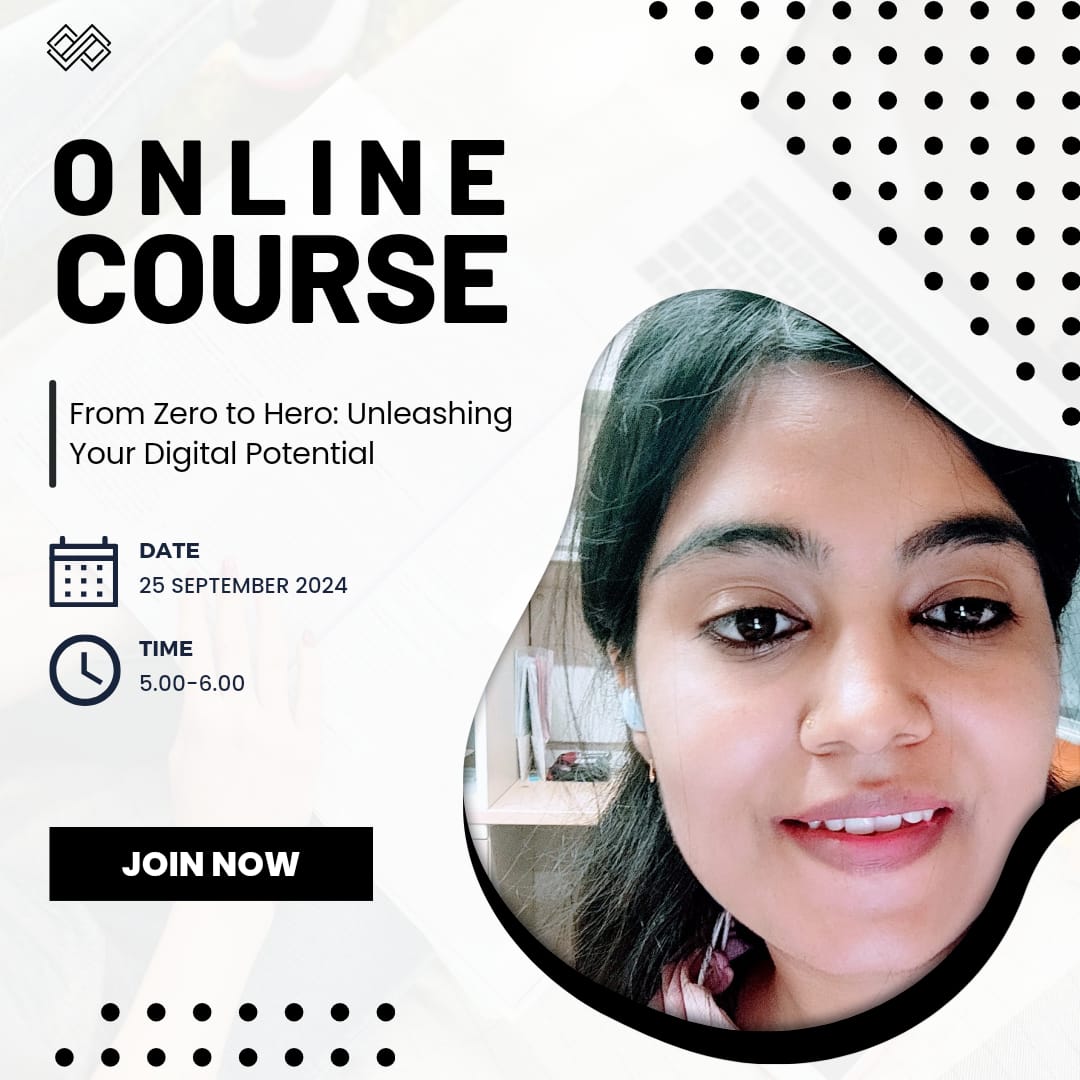 ONLINE
COURSE
From Zero to Hero: Unleashing
Your Digital Potential
DATE
25 SEPTEMBER 2024
TIME
5.00-6.00
JOIN NOW